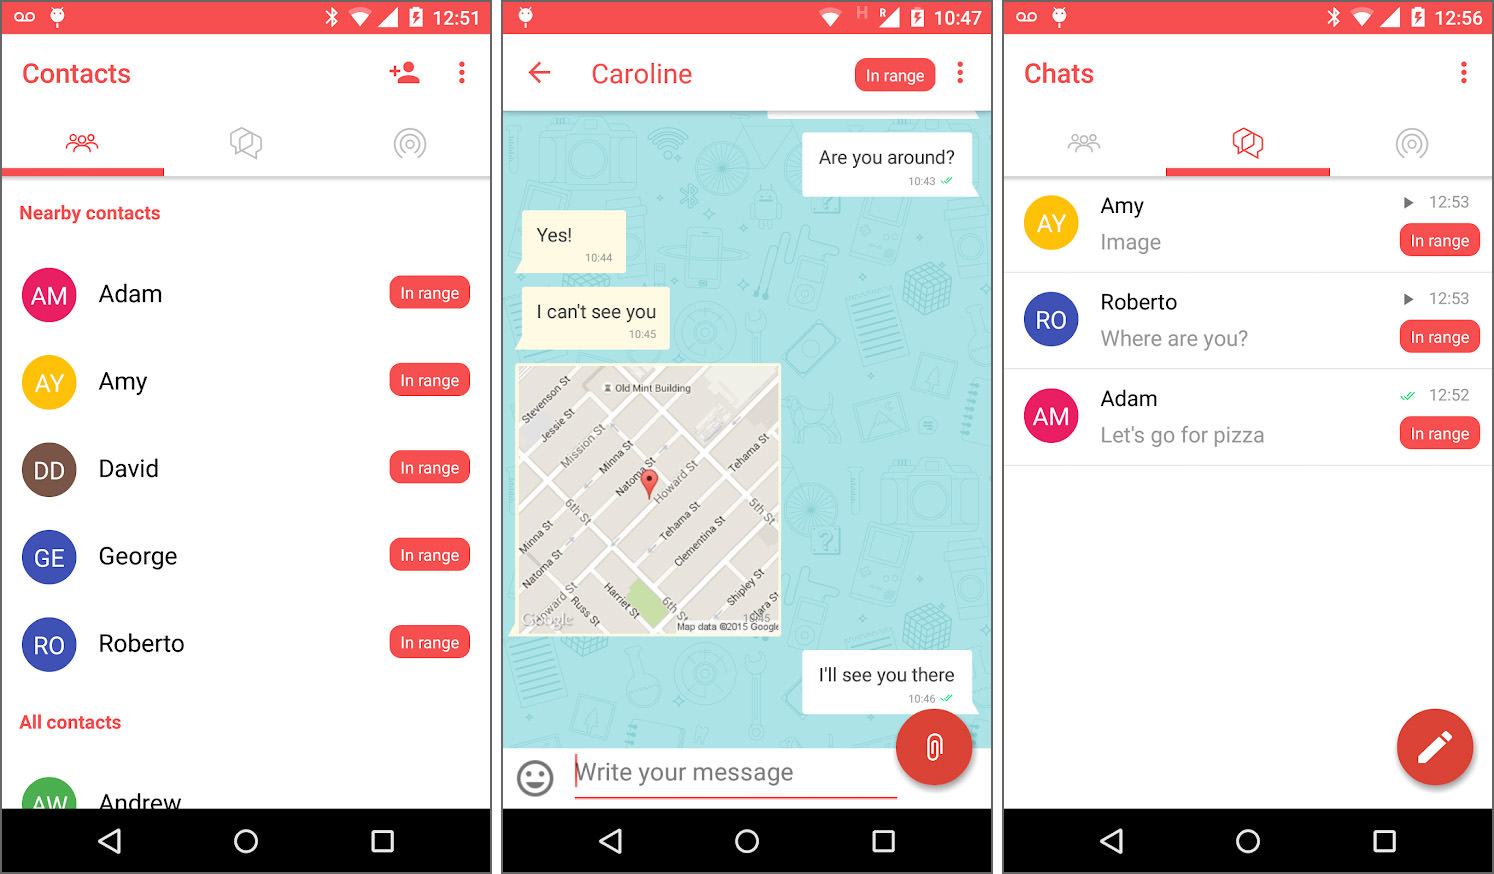 12:51
Contacts
Nearby contacts
AM Adam In range
AY Amy In range
DD David In range
GE George In range
RO Roberto In range
All contacts
AW Andrew
H R 10:47
Caroline In range
Are you around?
10:43
Yes!
10:44
I can't see you
10:45
Old Mint Building
Stevenson St
Jessie St
Mission St
Minna St
Natoma St
Howard St
Tehama St
6th St
5th St
Tehama St
Clementina St
Minna St
Natoma St
Howard St
Russ St
Harriet St
6th St
Shipley St
Clara St
Google
10:45
Map data ©2015 Google
I'll see you there
10:46
Write your message
12:56
Chats
AY Amy 12:53
Image In range
RO Roberto 12:53
Where are you? In range
AM Adam 12:52
Let's go for pizza In range